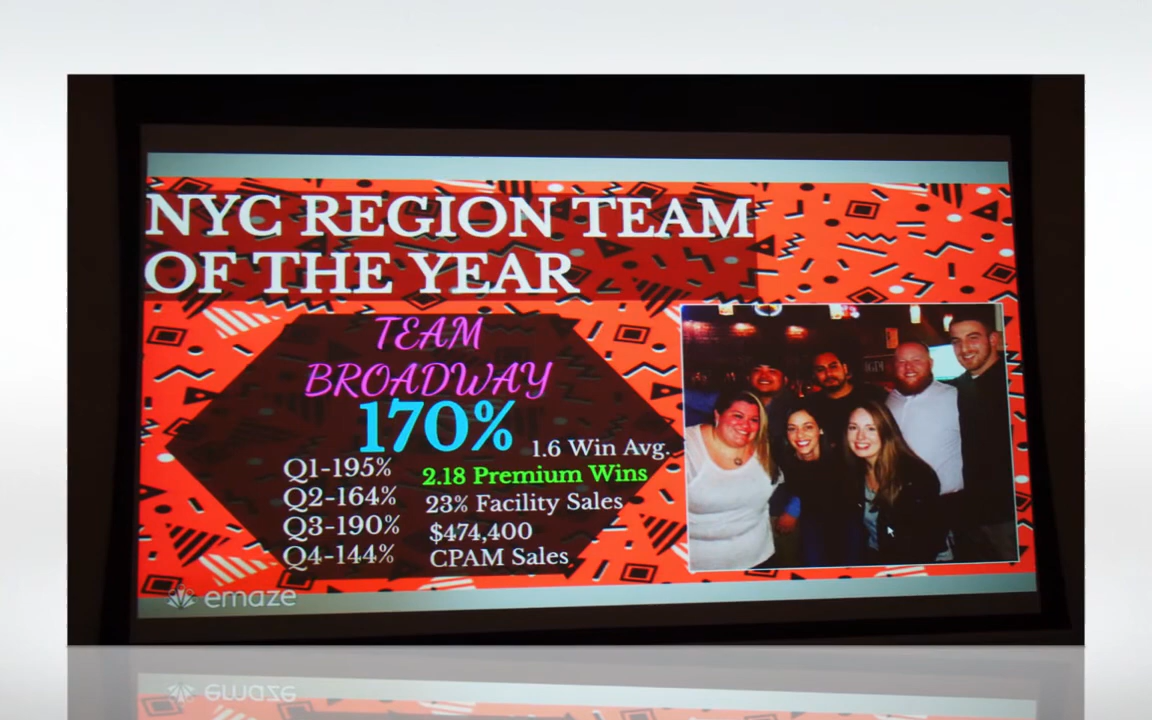 NYC REGION TEAM
OF THE YEAR
TEAM
BROADWAY
170%
1.6 Win Avg.
Q1-195%
2.18 Premium Wins
Q2-164%
23% Facility Sales
Q3-190%
$474,400
Q4-144%
CPAM Sales
emaze